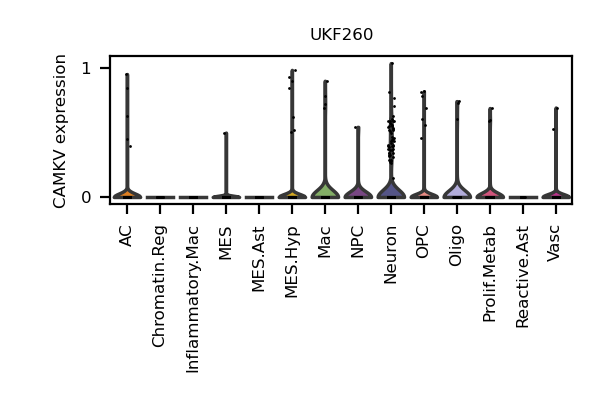 UKF260
CAMKV expression
1
0
AC
Chromatin.Reg
Inflammatory.Mac
MES
MES.Ast
MES.Hyp
Mac
NPC
Neuron
OPC
Oligo
Prolif.Metab
Reactive.Ast
Vasc